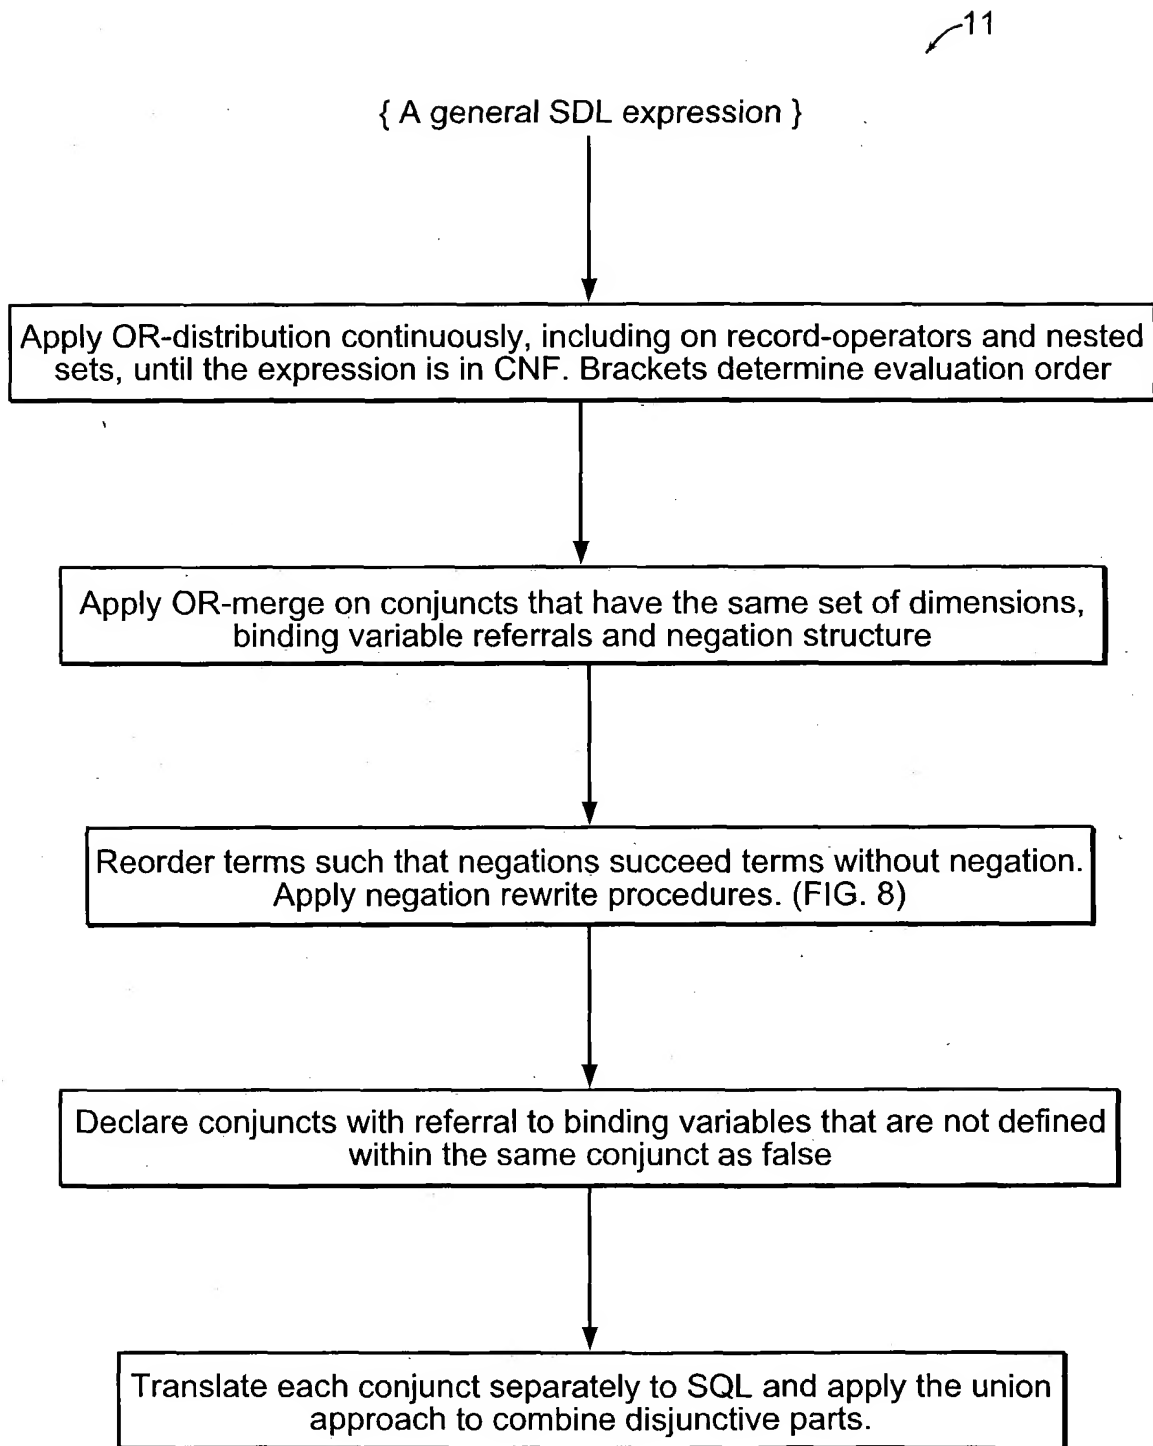 11
{ A general SDL expression }
Apply OR-distribution continuously, including on record-operators and nested
sets, until the expression is in CNF. Brackets determine evaluation order
Apply OR-merge on conjuncts that have the same set of dimensions,
binding variable referrals and negation structure
Reorder terms such that negations succeed terms without negation.
Apply negation rewrite procedures. (FIG. 8)
Declare conjuncts with referral to binding variables that are not defined
within the same conjunct as false
Translate each conjunct separately to SQL and apply the union
approach to combine disjunctive parts.